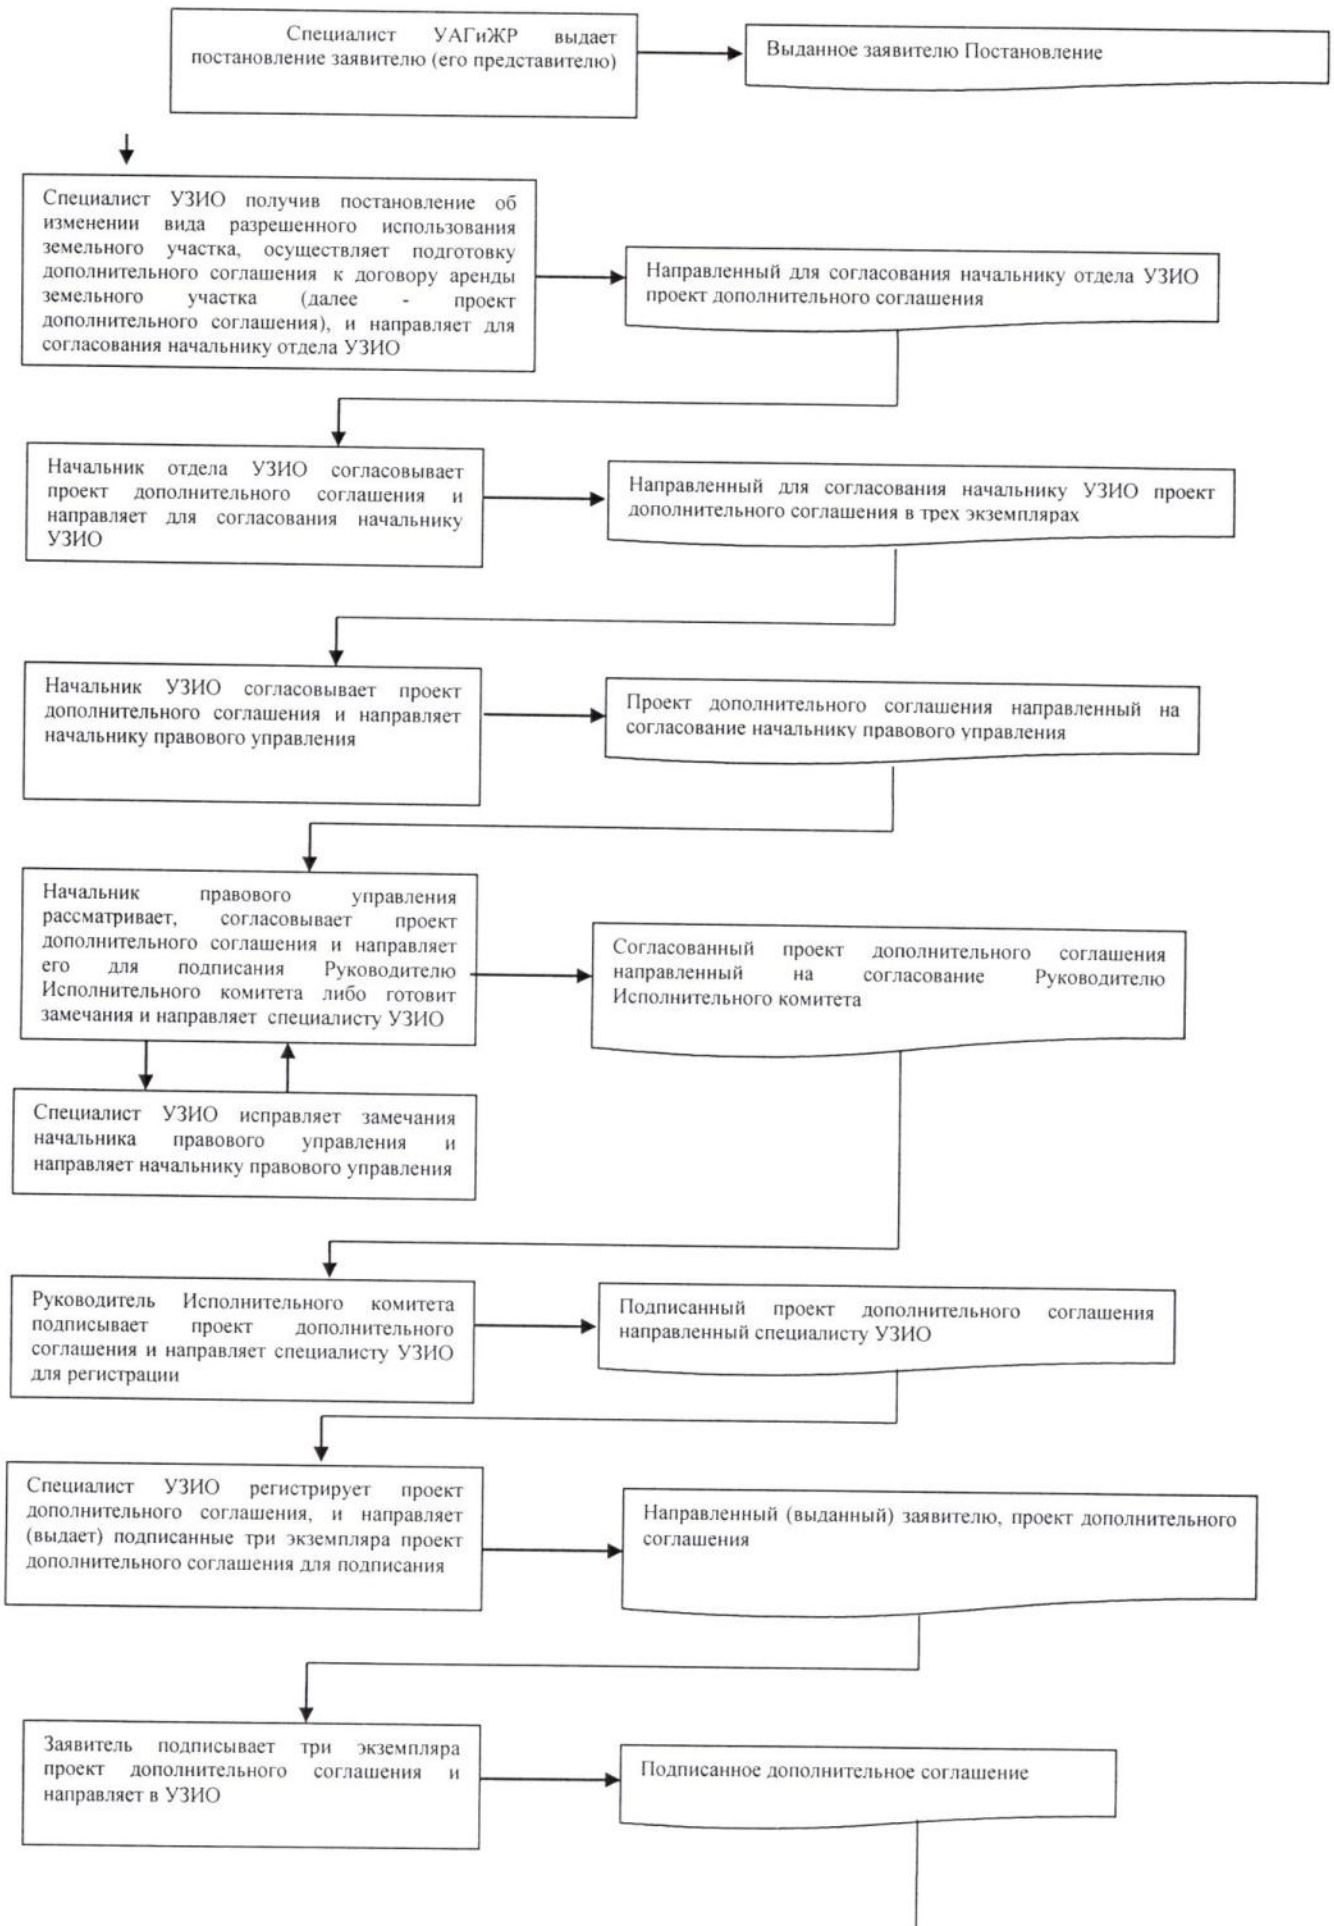 Специалист УАГиЖР выдает
постановление заявителю (его представителю)
Выданное заявителю Постановление
Специалист УЗИО получив постановление об
изменении вида разрешенного использования
земельного участка, осуществляет подготовку
дополнительного соглашения к договору аренды
земельного участка (далее - проект
дополнительного соглашения), и направляет для
согласования начальнику отдела УЗИО
Направленный для согласования начальнику отдела УЗИО
проект дополнительного соглашения
Начальник отдела УЗИО согласовывает
проект дополнительного соглашения и
направляет для согласования начальнику
УЗИО
Направленный для согласования начальнику УЗИО проект
дополнительного соглашения в трех экземплярах
Начальник УЗИО согласовывает проект
дополнительного соглашения и направляет
начальнику правового управления
Проект дополнительного соглашения направленный на
согласование начальнику правового управления
Начальник правового управления
рассматривает, согласовывает проект
дополнительного соглашения и направляет
его для подписания Руководителю
Исполнительного комитета либо готовит
замечания и направляет специалисту УЗИО
Согласованный проект дополнительного соглашения
направленный на согласование Руководителю
Исполнительного комитета
Специалист УЗИО исправляет замечания
начальника правового управления и
направляет начальнику правового управления
Руководитель Исполнительного комитета
подписывает проект дополнительного
соглашения и направляет специалисту УЗИО
для регистрации
Подписанный проект дополнительного соглашения
направленный специалисту УЗИО
Специалист УЗИО регистрирует проект
дополнительного соглашения, и направляет
(выдает) подписанные три экземпляра проект
дополнительного соглашения для подписания
Направленный (выданный) заявителю, проект дополнительного
соглашения
Заявитель подписывает три экземпляра
проект дополнительного соглашения и
направляет в УЗИО
Подписанное дополнительное соглашение